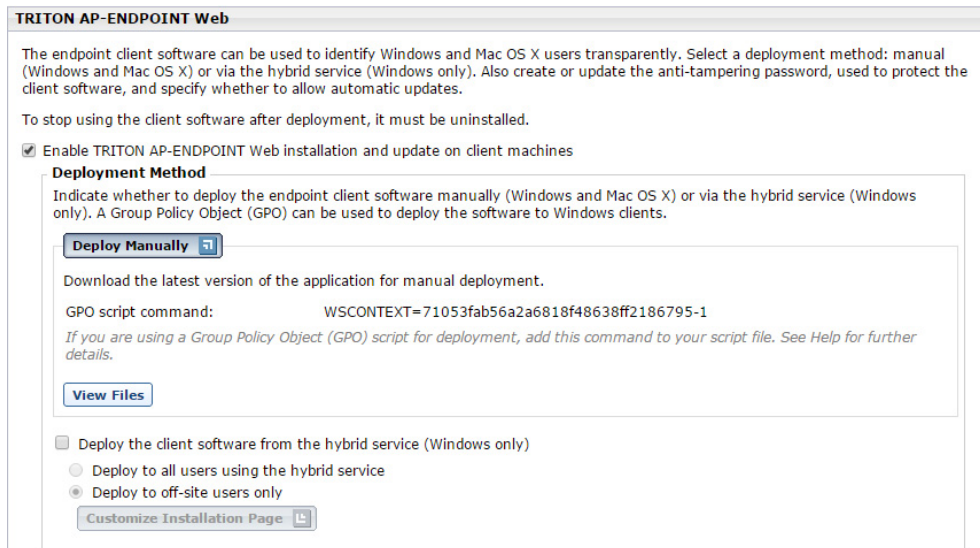 TRITON AP-ENDPOINT Web
The endpoint client software can be used to identify Windows and Mac OS X users transparently. Select a deployment method: manual
(Windows and Mac OS X) or via the hybrid service (Windows only). Also create or update the anti-tampering password, used to protect the
client software, and specify whether to allow automatic updates.
To stop using the client software after deployment, it must be uninstalled.
Enable TRITON AP-ENDPOINT Web installation and update on client machines
Deployment Method
Indicate whether to deploy the endpoint client software manually (Windows and Mac OS X) or via the hybrid service (Windows
only). A Group Policy Object (GPO) can be used to deploy the software to Windows clients.
Deploy Manually
Download the latest version of the application for manual deployment.
GPO script command: WSCONTEXT=71053fab56a2a6818f48638ff2186795-1
If you are using a Group Policy Object (GPO) script for deployment, add this command to your script file. See Help for further
details.
View Files
Deploy the client software from the hybrid service (Windows only)
Deploy to all users using the hybrid service
Deploy to off-site users only
Customize Installation Page